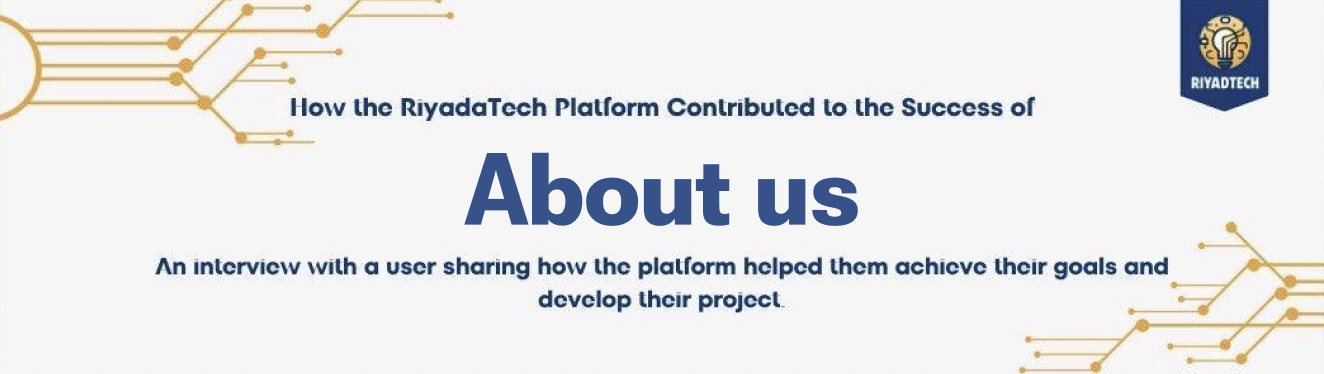 RIYADTECH
How the RiyadaTech Platform Contributed to the Success of
About us
An interview with a user sharing how the platform helped them achieve their goals and
develop their project.